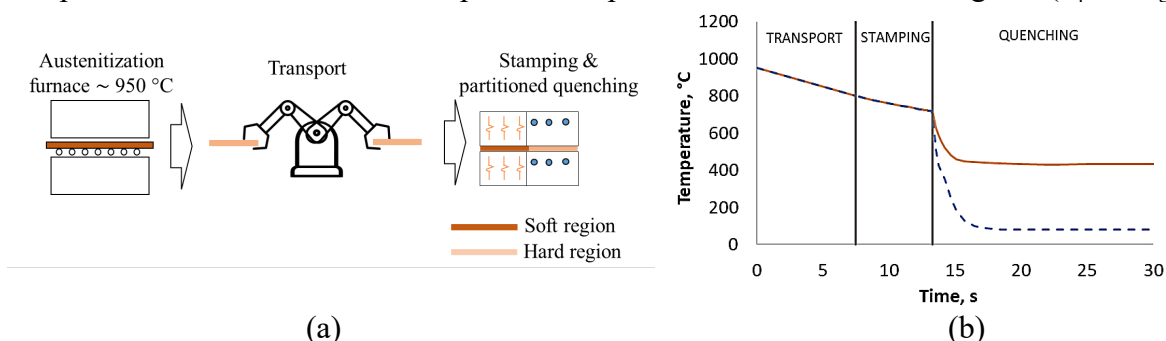 Austenitization
furnace ~ 950 °C
Transport
Stamping &
partitioned quenching
Soft region
Hard region
(a)
TRANSPORT
STAMPING
QUENCHING
Temperature, °C
1200
1000
800
600
400
200
0
0 5 10 15 20 25 30
Time, s
(b)